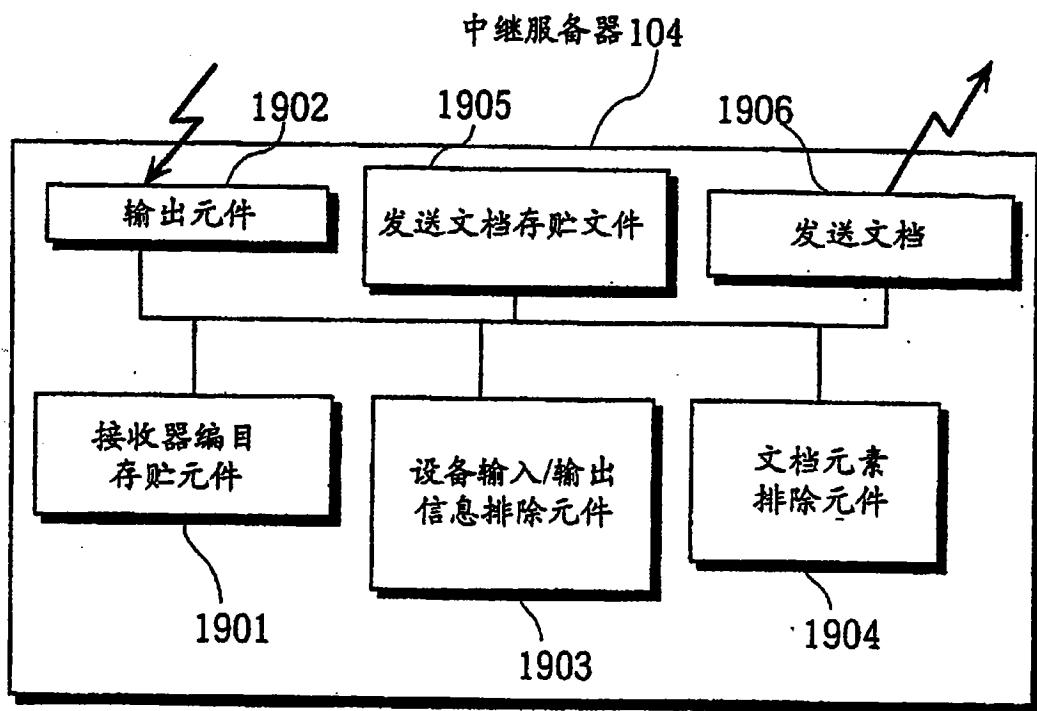 中继服备器104
1902
1905
1906
输出元件
发送文档存贮文件
发送文档
接收器编目
存贮元件
设备输入/输出
信息排除元件
文档元素
排除元件
1901
1903
1904